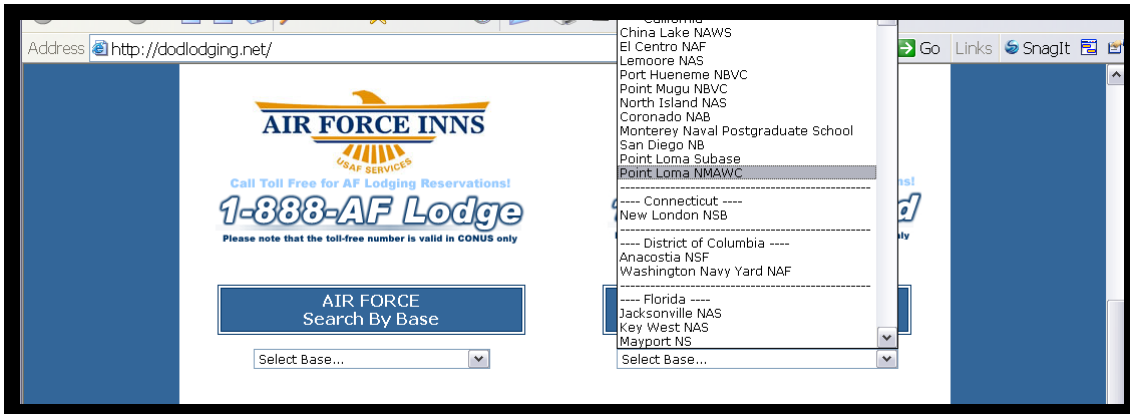 ---- California ----
Address http://dodlodging.net/
Go Links SnagIt
China Lake NAWS
El Centro NAF
Lemoore NAS
Port Hueneme NBVC
Point Mugu NBVC
North Island NAS
Coronado NAB
Monterey Naval Postgraduate School
San Diego NB
Point Loma Subase
Point Loma NMAWC
--------------------------------------------------
---- Connecticut ----
New London NSB
--------------------------------------------------
---- District of Columbia ----
Anacostia NSF
Washington Navy Yard NAF
--------------------------------------------------
---- Florida ----
Jacksonville NAS
Key West NAS
Mayport NS
Select Base...
AIR FORCE INNS
USAF SERVICES
Call Toll Free for AF Lodging Reservations!
1-888-AF Lodge
Please note that the toll-free number is valid in CONUS only
AIR FORCE
Search By Base
Select Base...